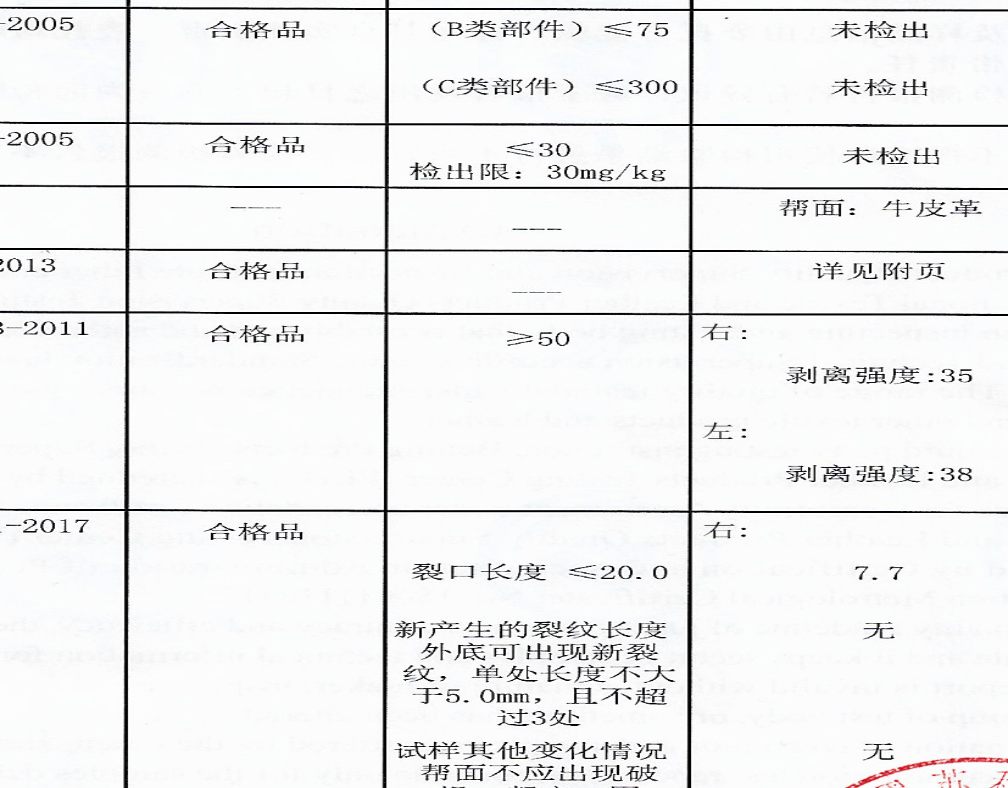 -2005 合格品 (B类部件) ≤75 未检出
(C类部件) ≤300 未检出
-2005 合格品 ≤30 未检出
检出限: 30mg/kg
--- --- 帮面: 牛皮革
2013 合格品 --- 详见附页
-2011 合格品 ≥50 右:
剥离强度:35
左:
剥离强度:38
-2017 合格品 右:
裂口长度 ≤20.0 7.7
新产生的裂纹长度 无
外底可出现新裂
纹，单处长度不大
于5.0mm，且不超
过3处
试样其他变化情况 无
帮面不应出现破